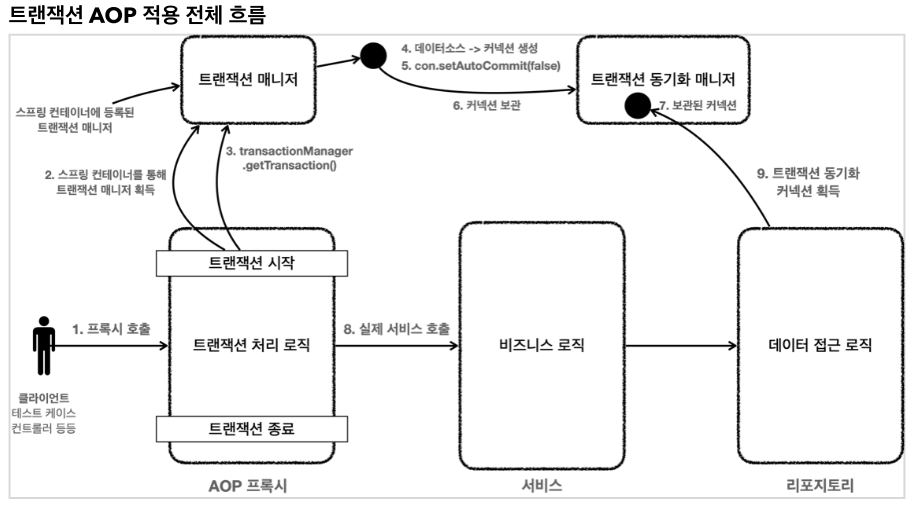 트랜잭션 AOP 적용 전체 흐름
트랜잭션 매니저
4. 데이터소스 -> 커넥션 생성
5. con.setAutoCommit(false)
6. 커넥션 보관
트랜잭션 동기화 매니저
7. 보관된 커넥션
스프링 컨테이너에 등록된
트랜잭션 매니저
2. 스프링 컨테이너를 통해
트랜잭션 매니저 획득
3. transactionManager
.getTransaction()
9. 트랜잭션 동기화
커넥션 획득
트랜잭션 시작
1. 프록시 호출
트랜잭션 처리 로직
8. 실제 서비스 호출
비즈니스 로직
데이터 접근 로직
클라이언트
테스트 케이스
컨트롤러 등등
트랜잭션 종료
AOP 프록시
서비스
리포지토리